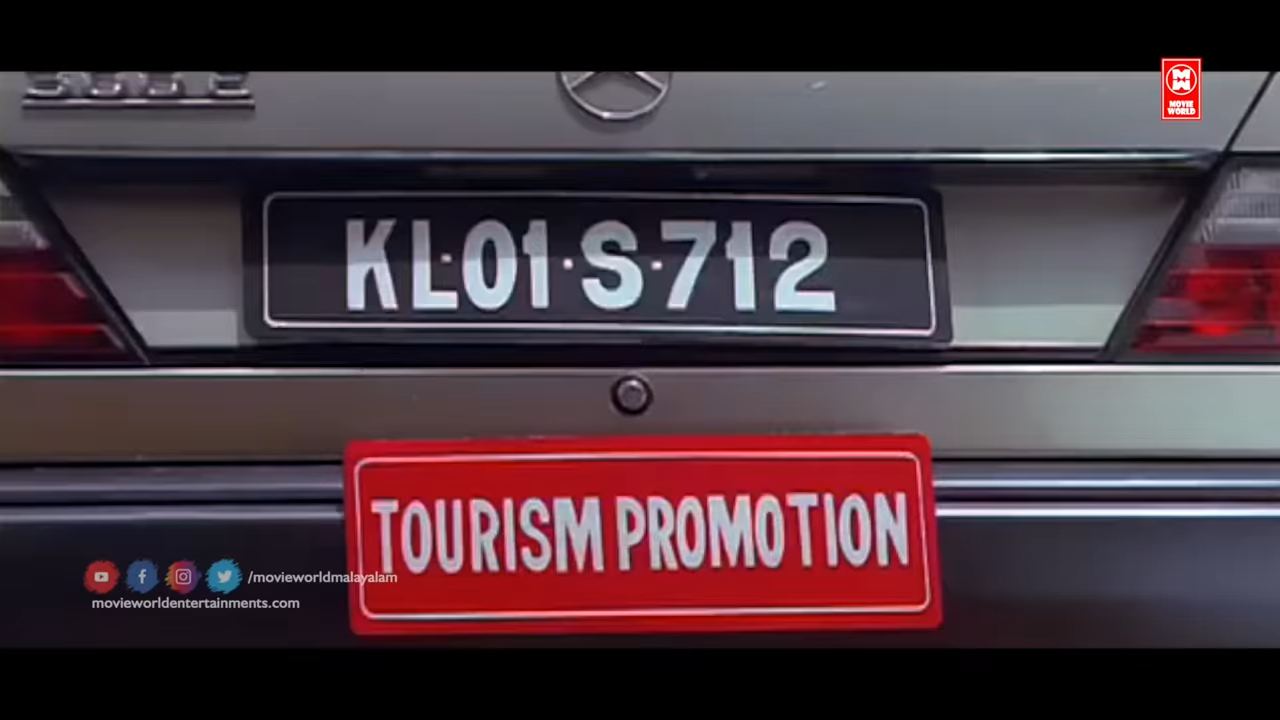 MOVIE
WORLD
KL·01·S·712
TOURISM PROMOTION
/movieworldmalayalam
movieworldentertainments.com